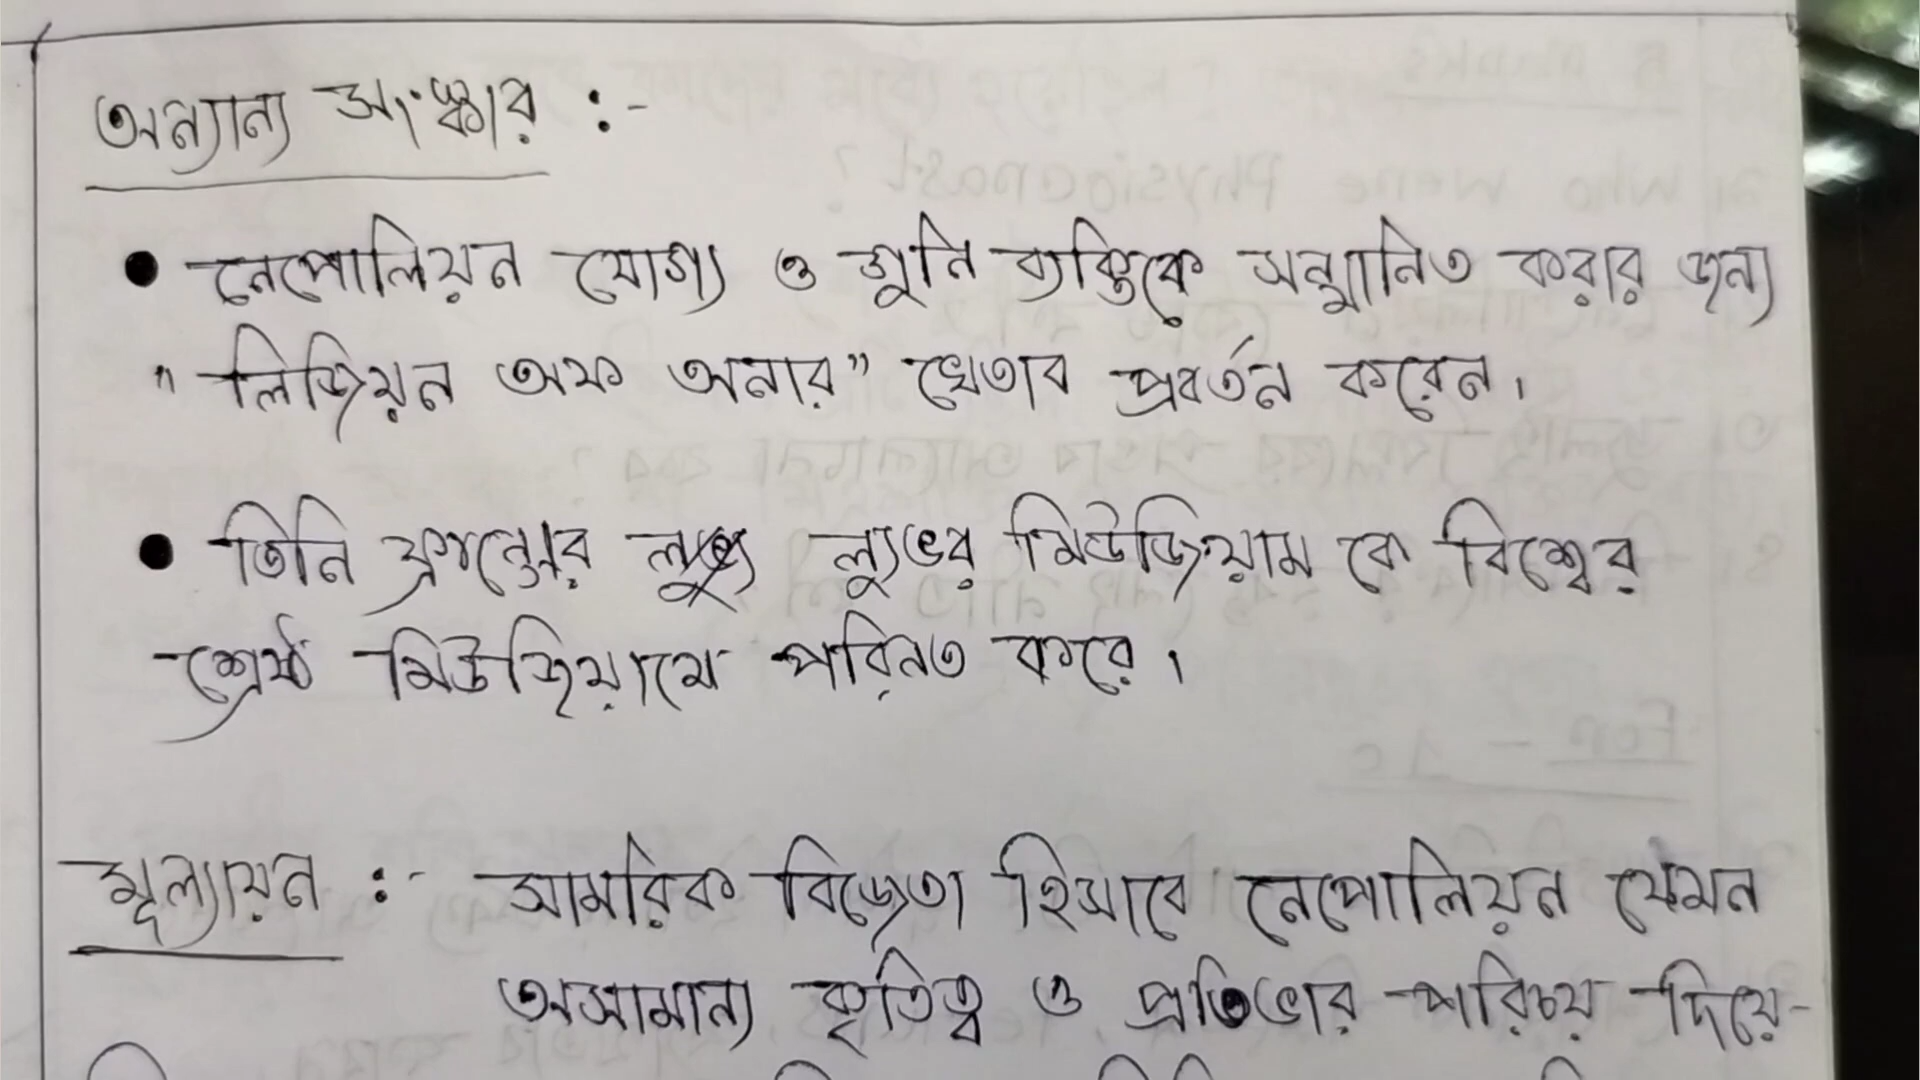 অন্যান্য সংস্কার :-
• নেপোলিয়ন যোগ্য ও গুনি ব্যক্তিকে সন্মানিত করার জন্য
" লিজিয়ন অফ অনার" খেতাব প্রবর্তন করেন।
• তিনি ফ্রান্সের ল্যুভর মিউজিয়াম কে বিশ্বের
শ্রেষ্ঠ মিউজিয়ামে পরিনত করে।
মূল্যায়ন :- সামরিক বিজেতা হিসাবে নেপোলিয়ন যেমন
অসামান্য কৃতিত্ব ও প্রতিভার পরিচয় দিয়ে-